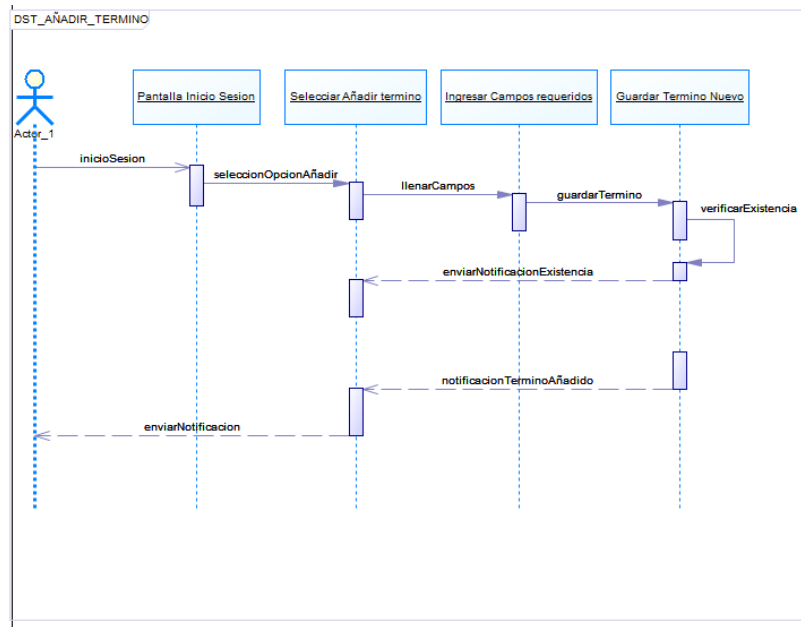 DST_AÑADIR_TERMINO
Pantalla Inicio Sesion
Selecciar Añadir termino
Ingresar Campos requeridos
Guardar Termino Nuevo
Actor_1
inicioSesion
seleccionOpcionAñadir
llenarCampos
guardarTermino
verificarExistencia
enviarNotificacionExistencia
notificacionTerminoAñadido
enviarNotificacion